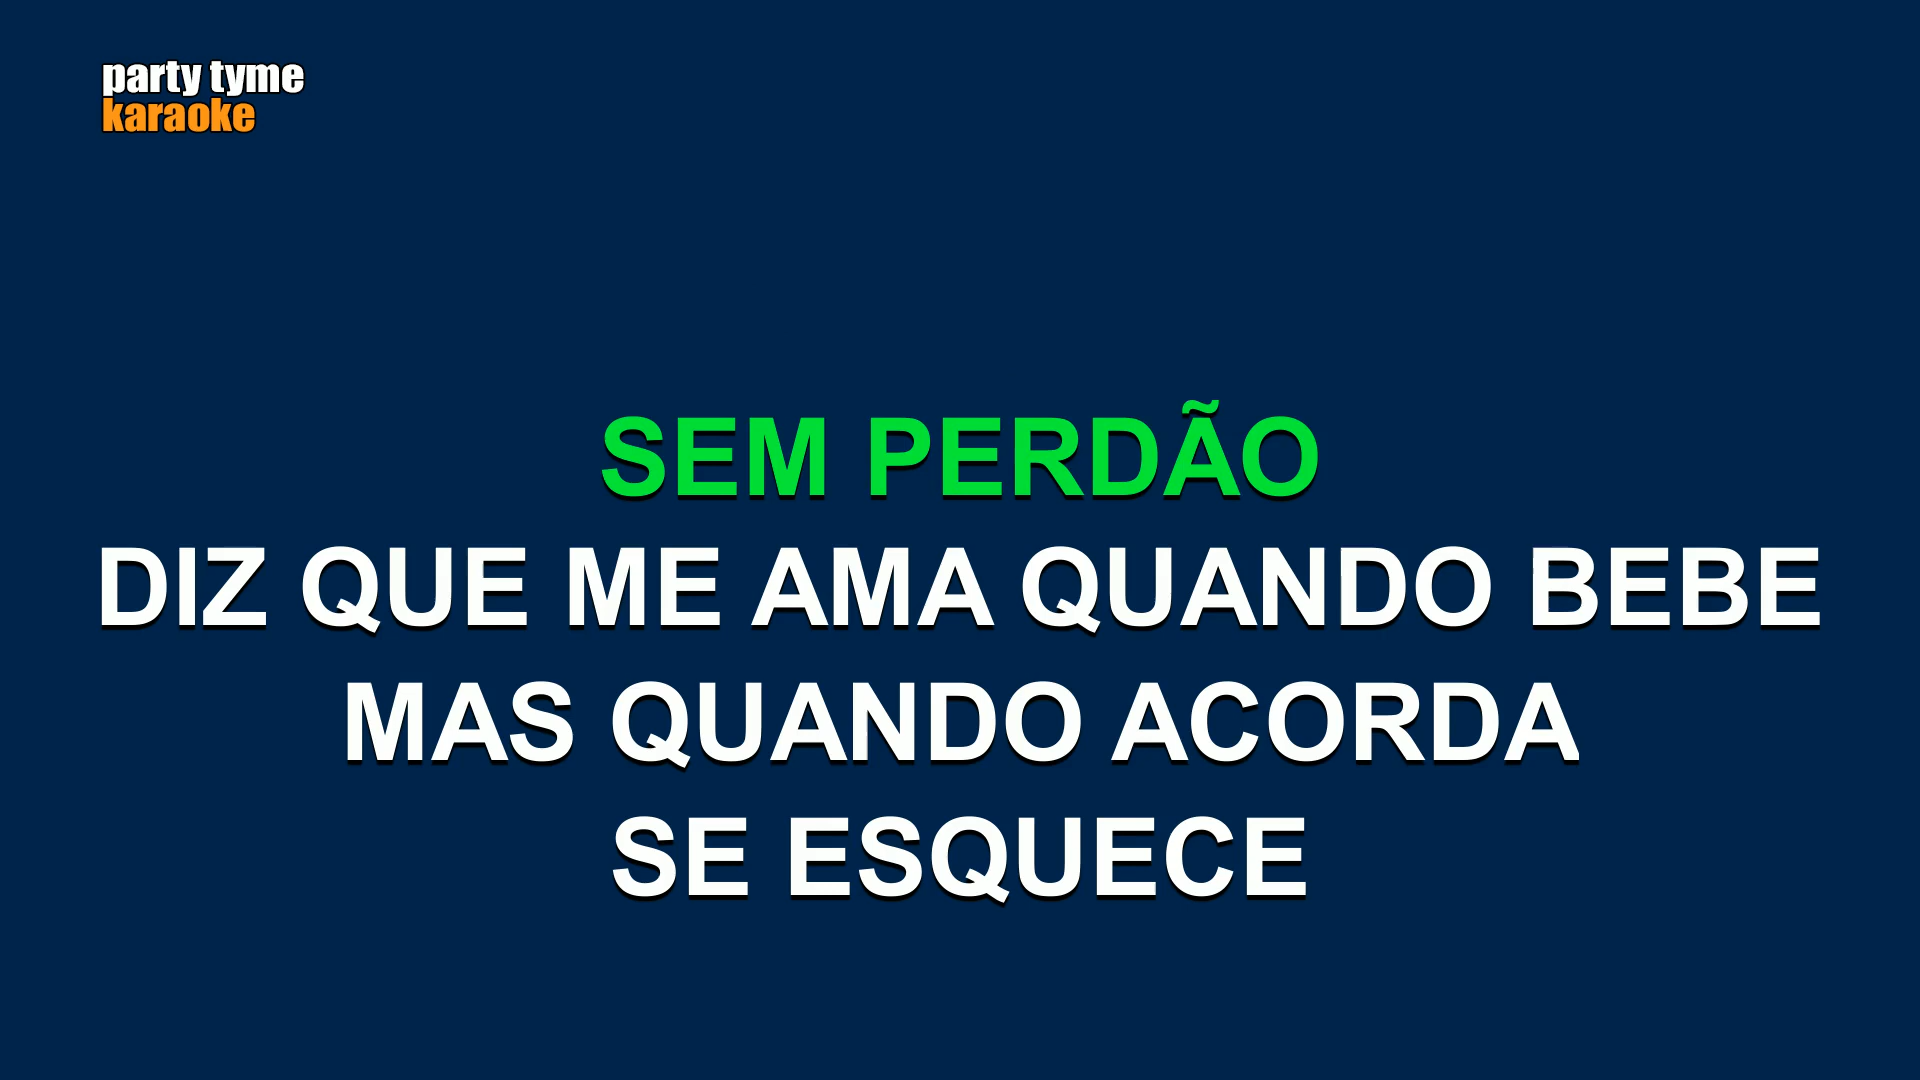 party tyme
karaoke
SEM PERDÃO
DIZ QUE ME AMA QUANDO BEBE
MAS QUANDO ACORDA
SE ESQUECE